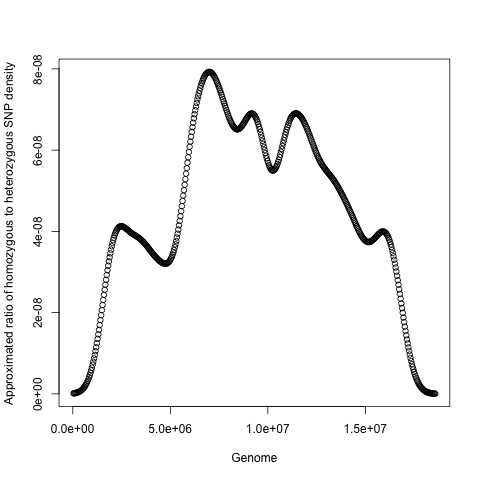 Approximated ratio of homozygous to heterozygous SNP density
8e-08
6e-08
4e-08
2e-08
0e+00
0.0e+00 5.0e+06 1.0e+07 1.5e+07
Genome